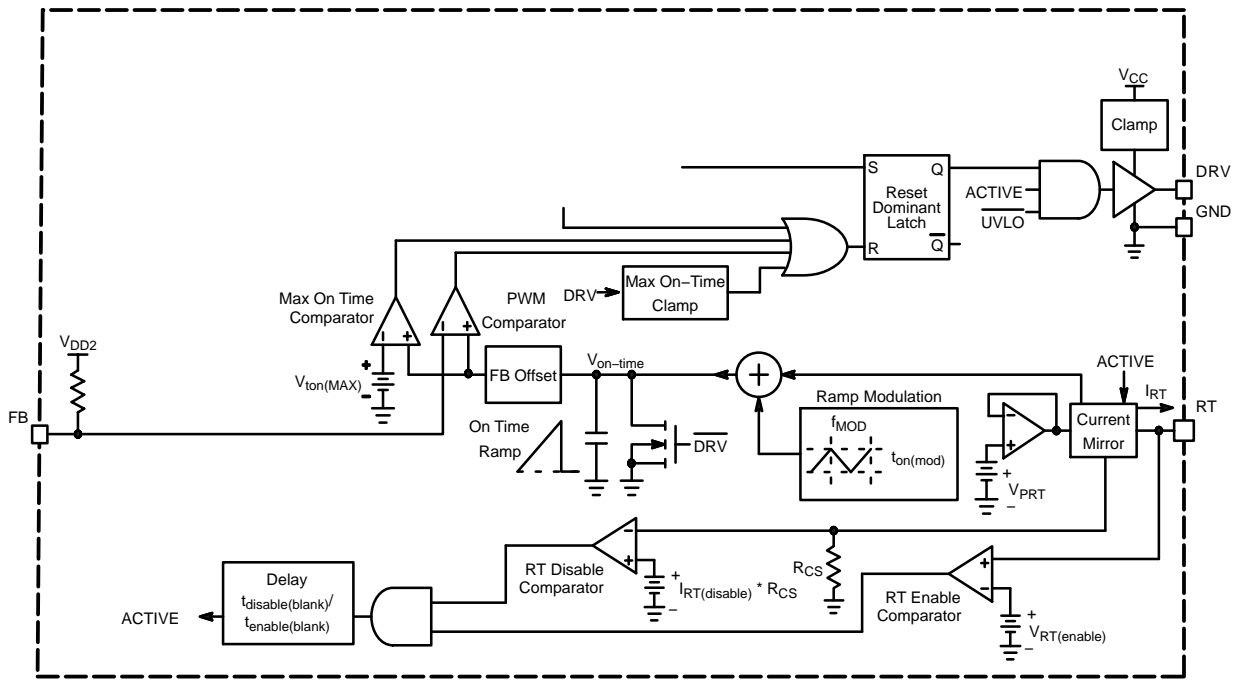 VCC
Clamp
DRV
GND
S
Q
Reset
Dominant
Latch
R
Q
ACTIVE
UVLO
DRV
Max On–Time
Clamp
Max On Time
Comparator
PWM
Comparator
VDD2
Vton(MAX)
FB Offset
Von–time
FB
On Time
Ramp
DRV
Ramp Modulation
fMOD
ton(mod)
ACTIVE
IRT
RT
Current
Mirror
VPRT
RT Disable
Comparator
IRT(disable) * RCS
RCS
RT Enable
Comparator
VRT(enable)
Delay
tdisable(blank)/
tenable(blank)
ACTIVE